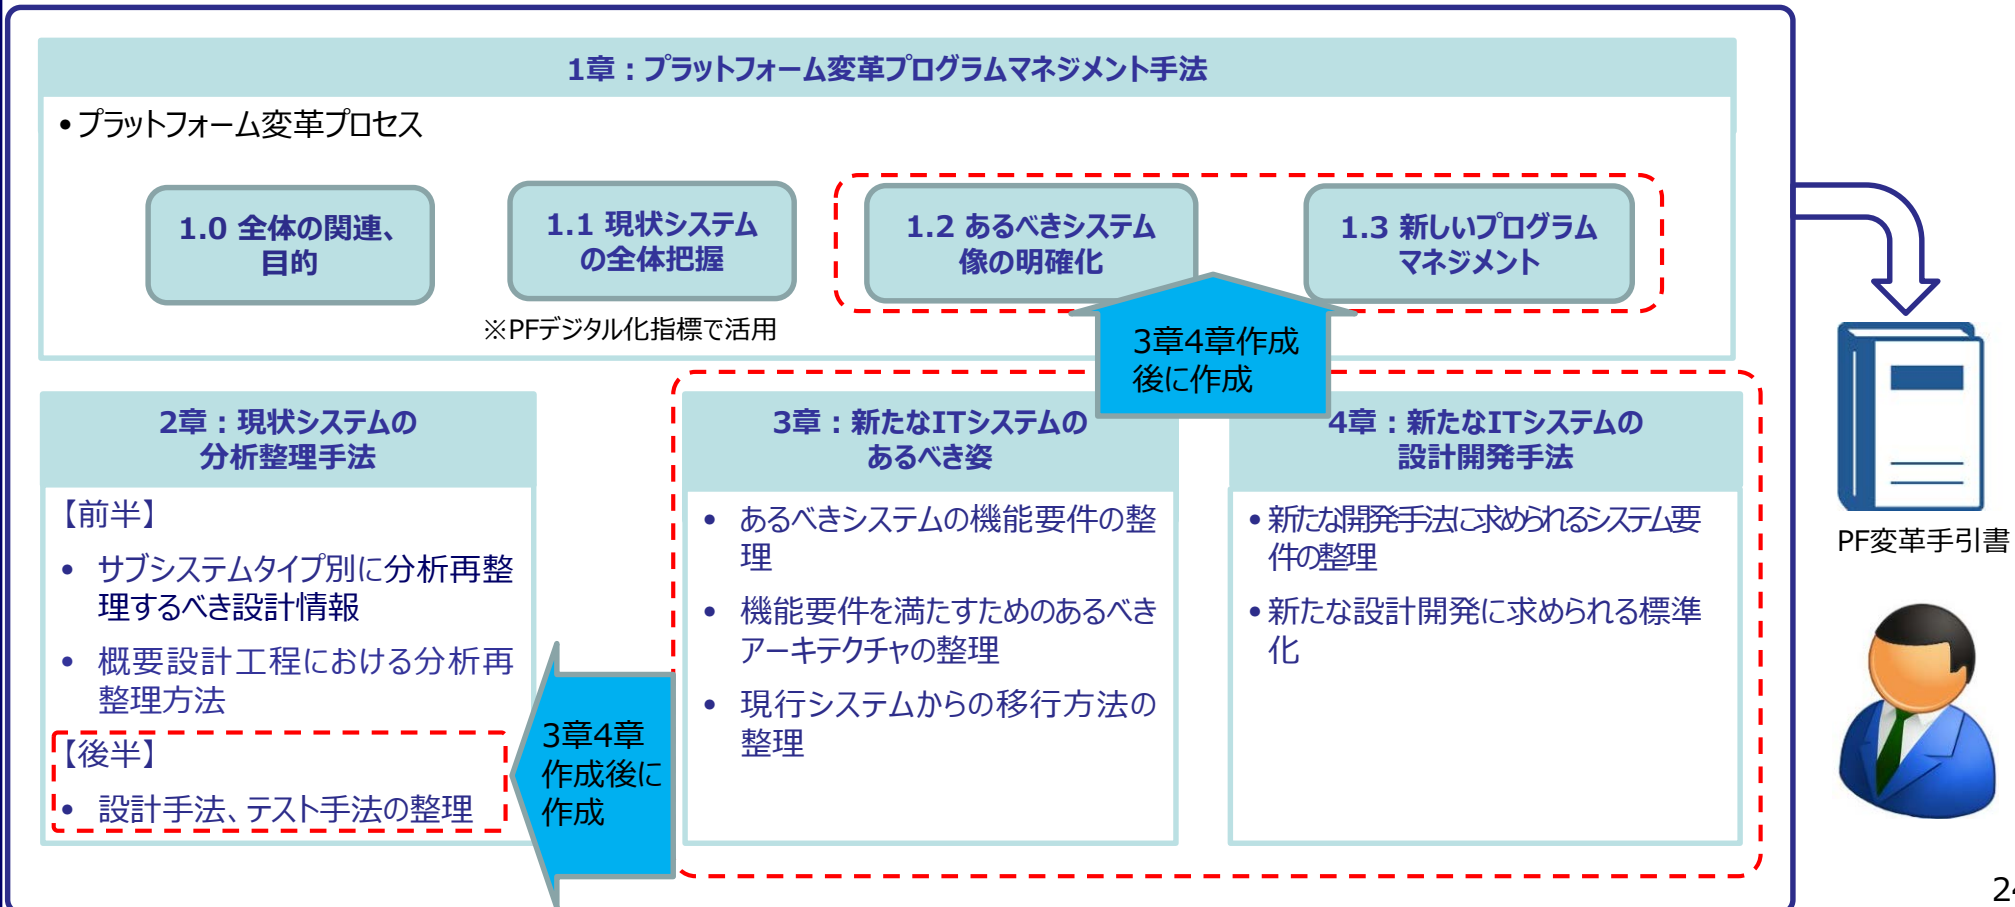 1章：プラットフォーム変革プログラムマネジメント手法
•プラットフォーム変革プロセス
1.0 全体の関連、
目的
1.1 現状システム
の全体把握
1.2 あるべきシステム
像の明確化
1.3 新しいプログラム
マネジメント
※PFデジタル化指標で活用
3章4章作成
後に作成
2章：現状システムの
分析整理手法
【前半】
• サブシステムタイプ別に分析再整
理するべき設計情報
• 概要設計工程における分析再
整理方法
【後半】
• 設計手法、テスト手法の整理
3章4章
作成後に
作成
3章：新たなITシステムの
あるべき姿
• あるべきシステムの機能要件の整
理
• 機能要件を満たすためのあるべき
アーキテクチャの整理
• 現行システムからの移行方法の
整理
4章：新たなITシステムの
設計開発手法
•新たな開発手法に求められるシステム要
件の整理
•新たな設計開発に求められる標準
化
PF変革手引書